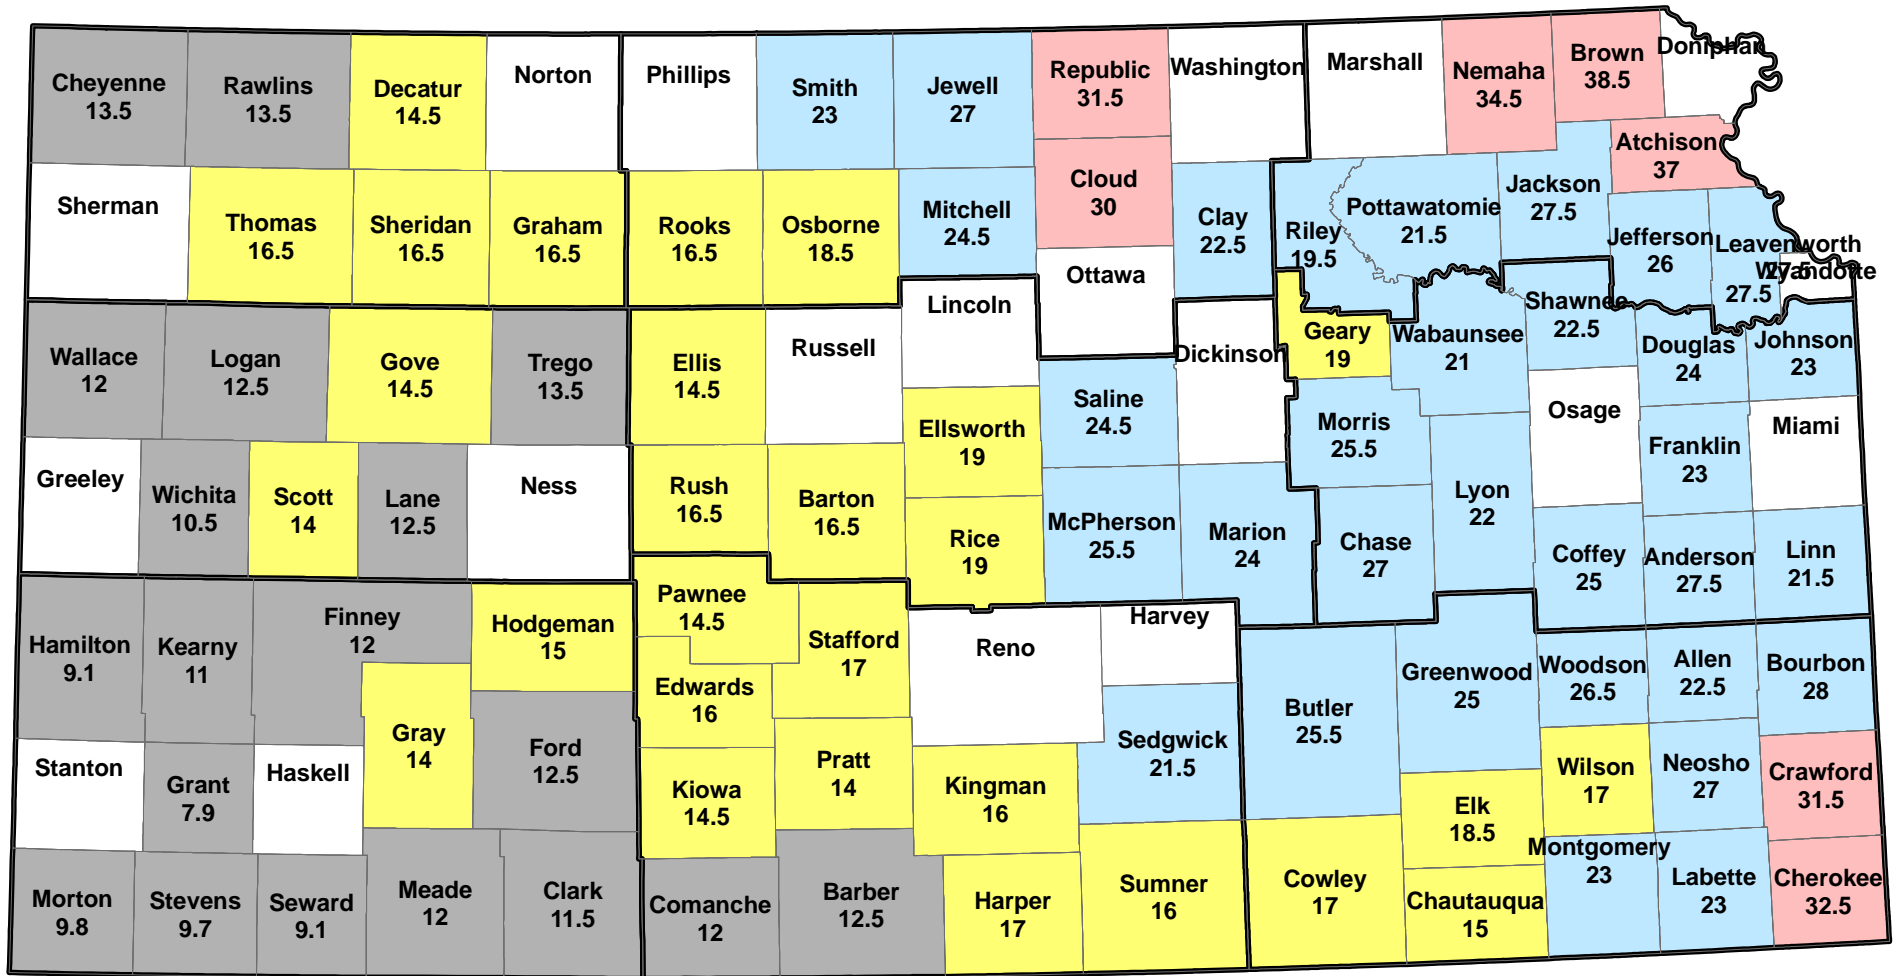 Cheyenne
13.5
Rawlins
13.5
Decatur
14.5
Norton
Phillips
Smith
23
Jewell
27
Republic
31.5
Washington
Marshall
Nemaha
34.5
Brown
38.5
Doniphan
Sherman
Thomas
16.5
Sheridan
16.5
Graham
16.5
Rooks
16.5
Osborne
18.5
Mitchell
24.5
Cloud
30
Clay
22.5
Riley
19.5
Pottawatomie
21.5
Jackson
27.5
Atchison
37
Jefferson
26
Leavenworth
27.5
Wyandotte
27.5
Ottawa
Lincoln
Wallace
12
Logan
12.5
Gove
14.5
Trego
13.5
Ellis
14.5
Russell
Dickinson
Geary
19
Wabaunsee
21
Shawnee
22.5
Douglas
24
Johnson
23
Saline
24.5
Ellsworth
19
Morris
25.5
Osage
Franklin
23
Miami
Greeley
Wichita
10.5
Scott
14
Lane
12.5
Ness
Rush
16.5
Barton
16.5
Rice
19
McPherson
25.5
Marion
24
Chase
27
Lyon
22
Coffey
25
Anderson
27.5
Linn
21.5
Hamilton
9.1
Kearny
11
Finney
12
Hodgeman
15
Pawnee
14.5
Stafford
17
Edwards
16
Reno
Harvey
Butler
25.5
Greenwood
25
Woodson
26.5
Allen
22.5
Bourbon
28
Stanton
Grant
7.9
Haskell
Gray
14
Ford
12.5
Kiowa
14.5
Pratt
14
Kingman
16
Sedgwick
21.5
Elk
18.5
Wilson
17
Neosho
27
Crawford
31.5
Morton
9.8
Stevens
9.7
Seward
9.1
Meade
12
Clark
11.5
Comanche
12
Barber
12.5
Harper
17
Sumner
16
Cowley
17
Chautauqua
15
Montgomery
23
Labette
23
Cherokee
32.5